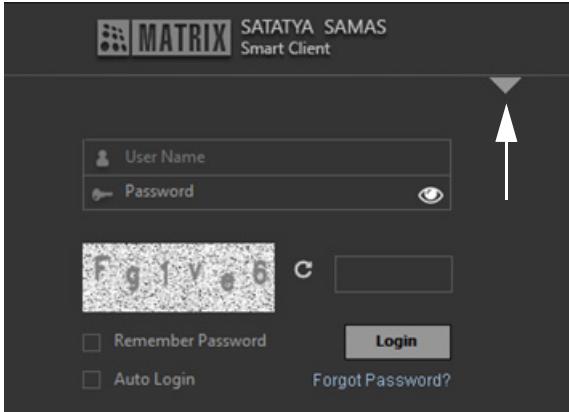 MATRIX SATATYA SAMAS
Smart Client
User Name
Password
Fg1ve6
Remember Password
Login
Auto Login
Forgot Password?